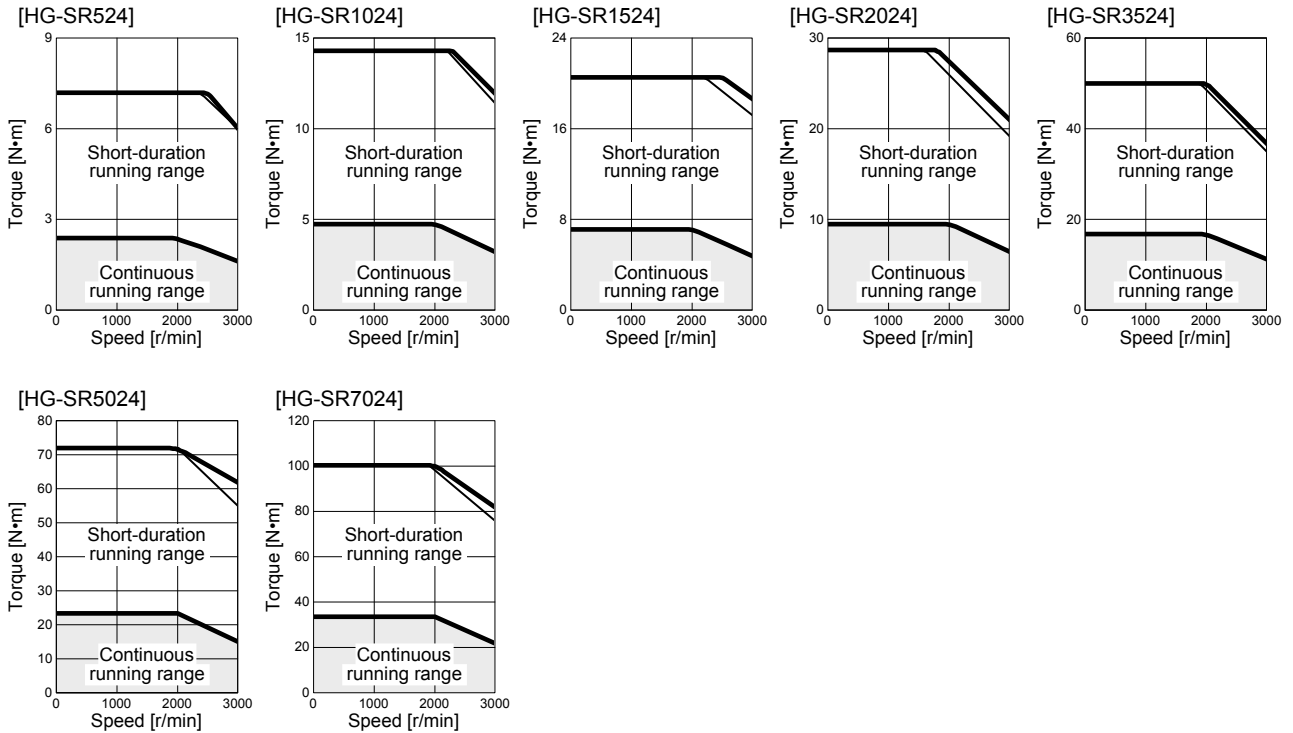 [HG-SR524]
9
6
3
0
Torque [N•m]
Short-duration
running range
Continuous
running range
0 1000 2000 3000
Speed [r/min]
[HG-SR1024]
15
10
5
0
Torque [N•m]
Short-duration
running range
Continuous
running range
0 1000 2000 3000
Speed [r/min]
[HG-SR1524]
24
16
8
0
Torque [N•m]
Short-duration
running range
Continuous
running range
0 1000 2000 3000
Speed [r/min]
[HG-SR2024]
30
20
10
0
Torque [N•m]
Short-duration
running range
Continuous
running range
0 1000 2000 3000
Speed [r/min]
[HG-SR3524]
60
40
20
0
Torque [N•m]
Short-duration
running range
Continuous
running range
0 1000 2000 3000
Speed [r/min]
[HG-SR5024]
80
70
60
50
40
30
20
10
0
Torque [N•m]
Short-duration
running range
Continuous
running range
0 1000 2000 3000
Speed [r/min]
[HG-SR7024]
120
100
80
60
40
20
0
Torque [N•m]
Short-duration
running range
Continuous
running range
0 1000 2000 3000
Speed [r/min]